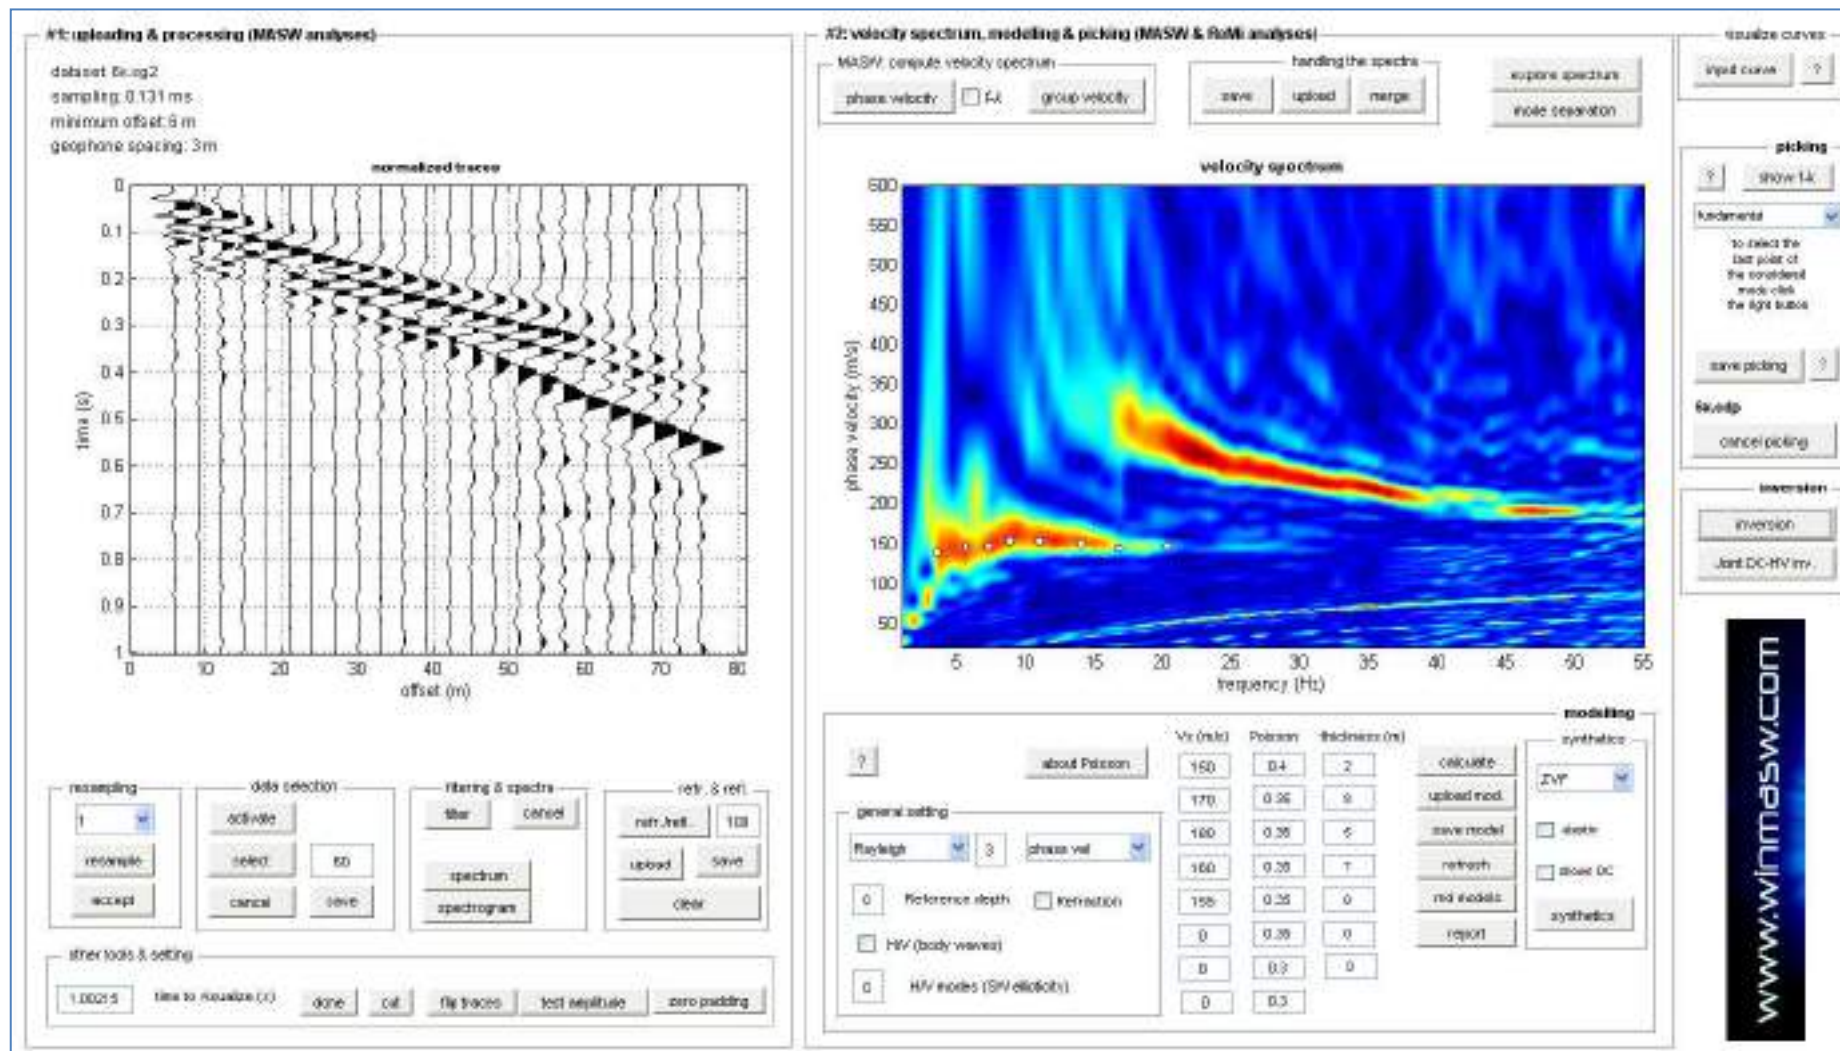 #1: uploading & processing (MASW analyses)
dataset: 6x.sg2
sampling: 0.131 ms
minimum offset: 6 m
geophone spacing: 3 m
normalized traces
0
0.1
0.2
0.3
0.4
0.5
0.6
0.7
0.8
0.9
1
time (s)
0 10 20 30 40 50 60 70 80
offset (m)
resampling
1
resample
accept
data selection
activate
select
cancel
save
filtering & spectra
filter
cancel
spectrum
spectrogram
refr. & refl.
refr./refl.
100
upload
save
clear
other tools & setting
1.00215
time to visualize (s)
done
cut
flip traces
test amplitude
zero padding
#2: velocity spectrum, modelling & picking (MASW & ReMi analyses)
MASW: compute velocity spectrum
phase velocity
f-k
group velocity
handling the spectra
save
upload
merge
explore spectrum
mode separation
velocity spectrum
600
550
500
450
400
350
300
250
200
150
100
50
phase velocity (m/s)
5 10 15 20 25 30 35 40 45 50 55
frequency (Hz)
modelling
?
about Poisson
general setting
Rayleigh
3
phase vel
0
Reference depth
H/V (body waves)
0
H/V modes (SW ellipticity)
Vs (m/s) Poisson thickness (m)
150 0.4 2
170 0.35
180 0.35
160 0.35 7
155 0.35 0
0 0.35 0
0 0.3 0
0 0.3
calculate
upload mod.
save model
refresh
report
synthetics
ZVF
show DC
synthetics
visualize curves
input curve
?
picking
?
show f-k
fundamental
to select the
last point of
the considered
mode click
the right button
save picking
?
cancel picking
inversion
inversion
Joint DC-HV inv.
www.winmasw.com